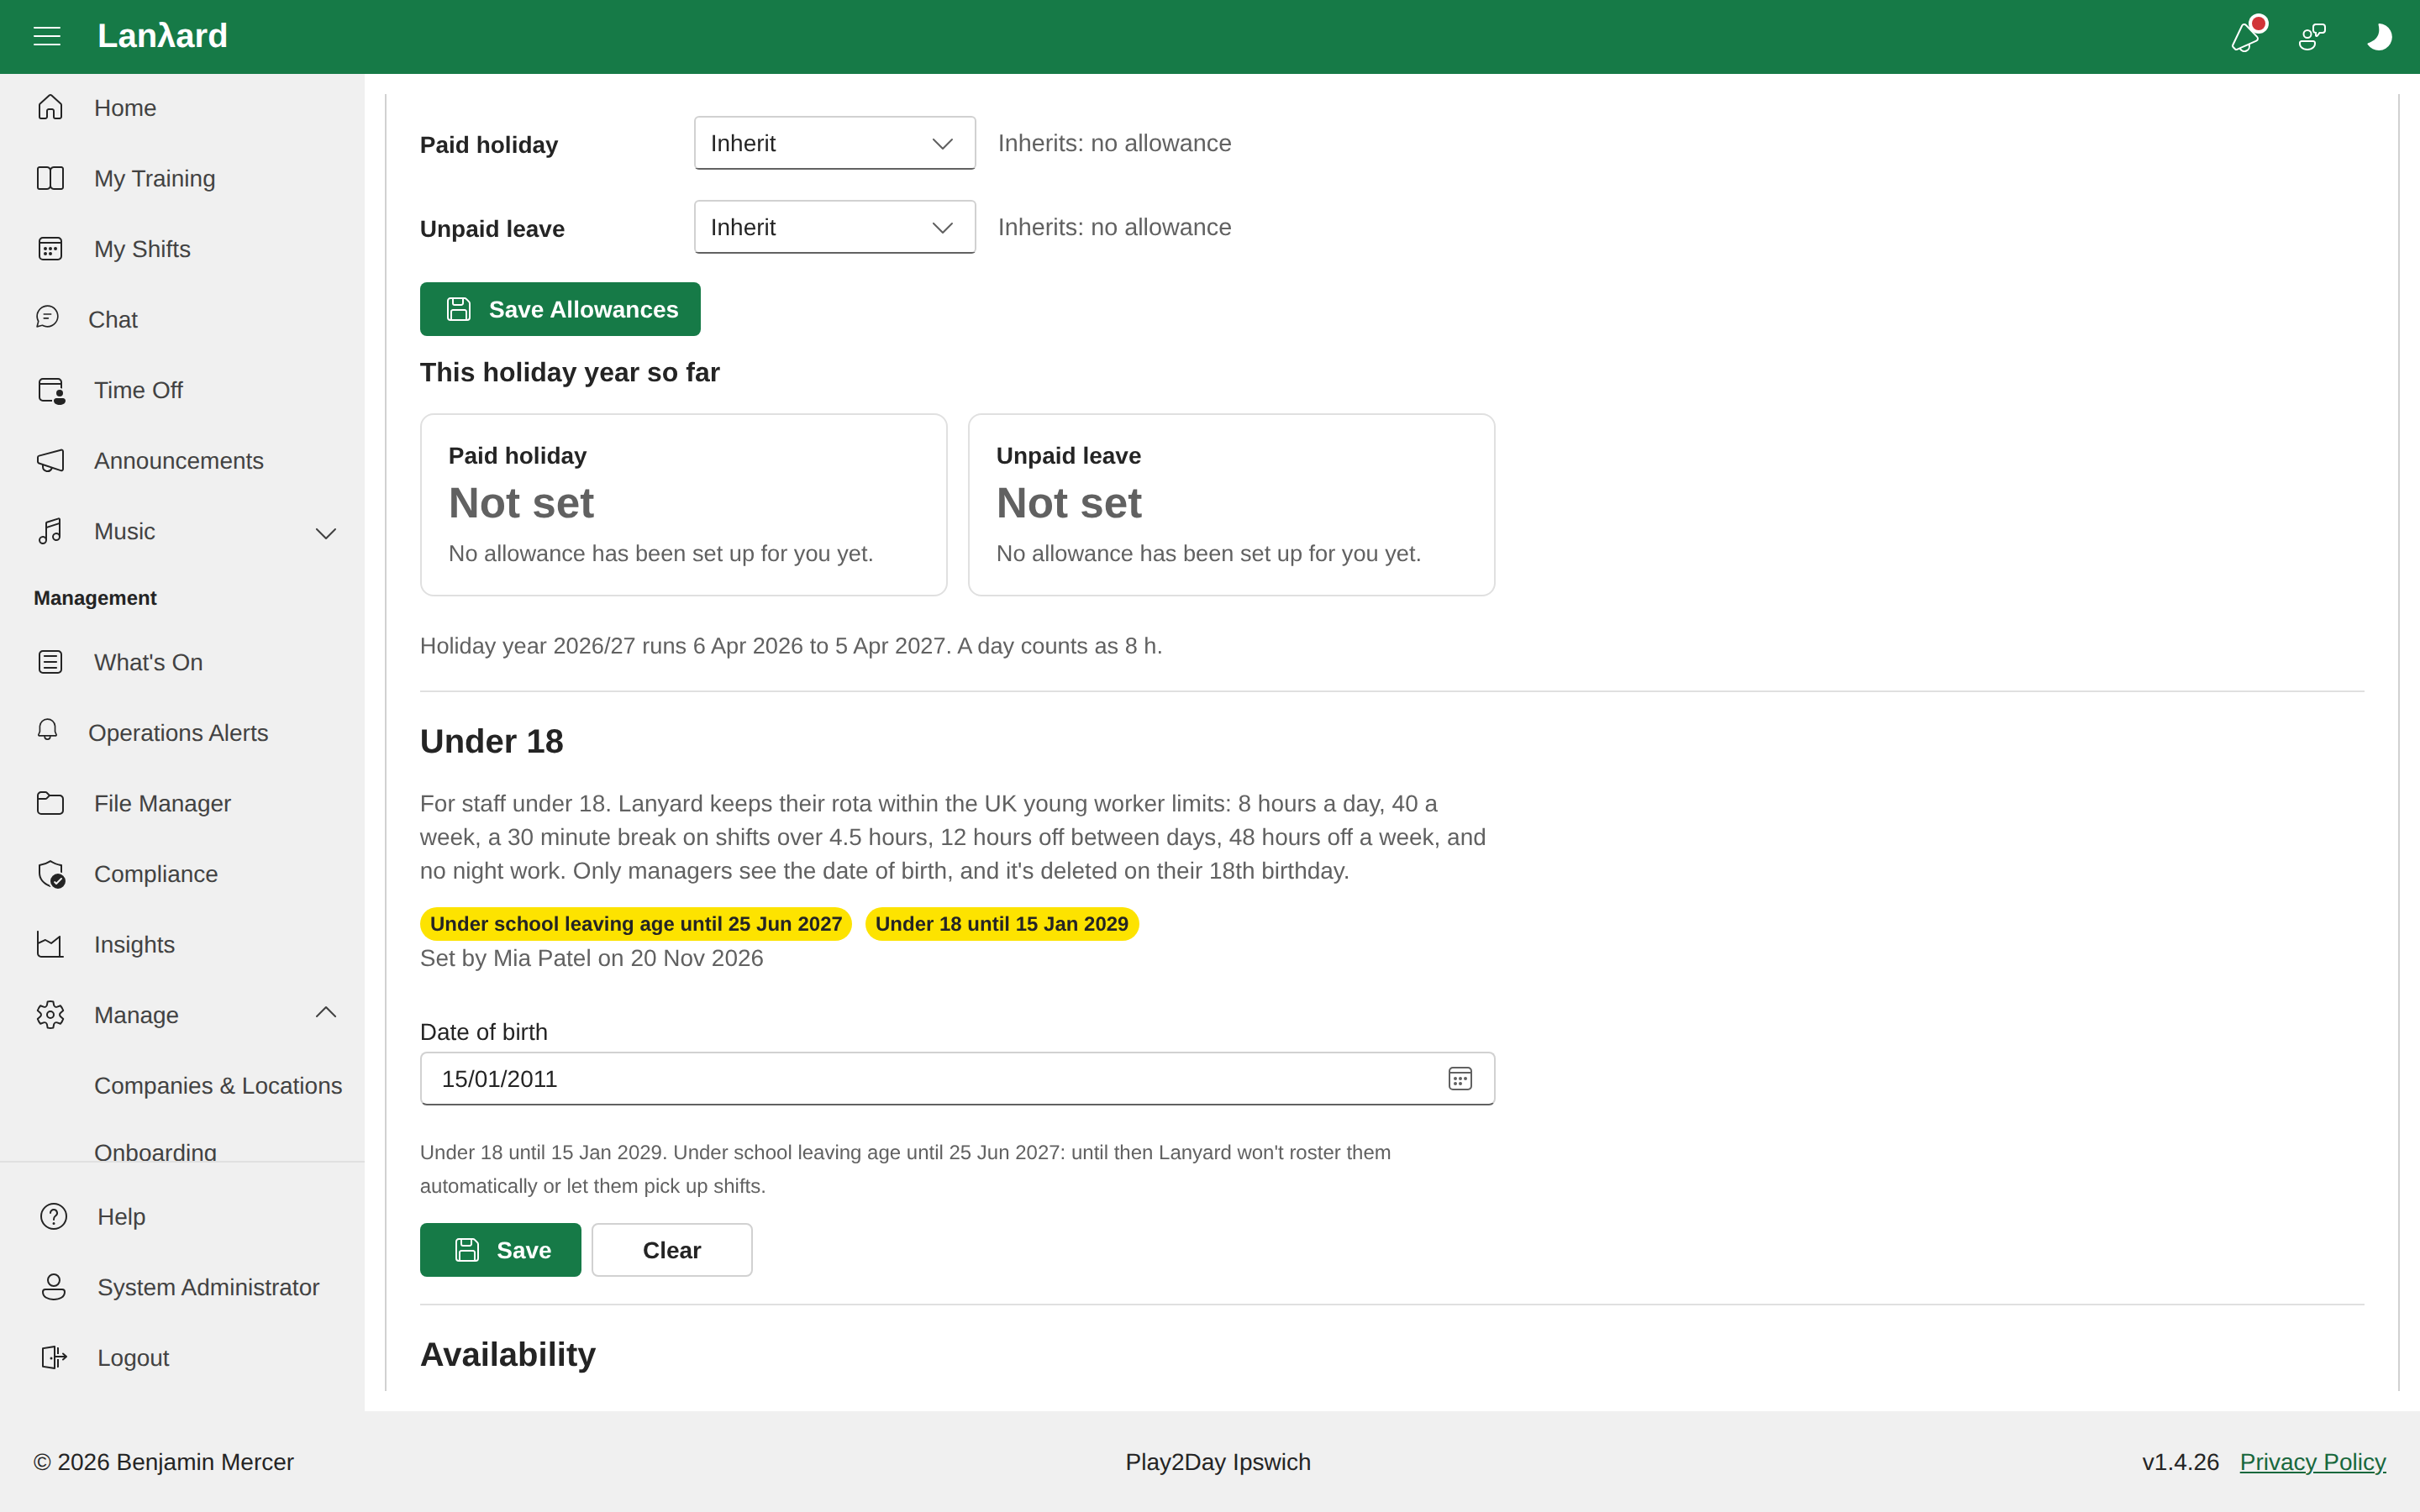 Lanλard
Home
My Training
My Shifts
Chat
Time Off
Announcements
Music
Management
What's On
Operations Alerts
File Manager
Compliance
Insights
Manage
Companies & Locations
Onboarding
Help
System Administrator
Logout
Paid holiday
Inherit
Inherits: no allowance
Unpaid leave
Inherit
Inherits: no allowance
Save Allowances
This holiday year so far
Paid holiday
Not set
No allowance has been set up for you yet.
Unpaid leave
Not set
No allowance has been set up for you yet.
Holiday year 2026/27 runs 6 Apr 2026 to 5 Apr 2027. A day counts as 8 h.
Under 18
For staff under 18. Lanyard keeps their rota within the UK young worker limits: 8 hours a day, 40 a
week, a 30 minute break on shifts over 4.5 hours, 12 hours off between days, 48 hours off a week, and
no night work. Only managers see the date of birth, and it's deleted on their 18th birthday.
Under school leaving age until 25 Jun 2027
Under 18 until 15 Jan 2029
Set by Mia Patel on 20 Nov 2026
Date of birth
15/01/2011
Under 18 until 15 Jan 2029. Under school leaving age until 25 Jun 2027: until then Lanyard won't roster them
automatically or let them pick up shifts.
Save
Clear
Availability
© 2026 Benjamin Mercer
Play2Day Ipswich
v1.4.26
Privacy Policy